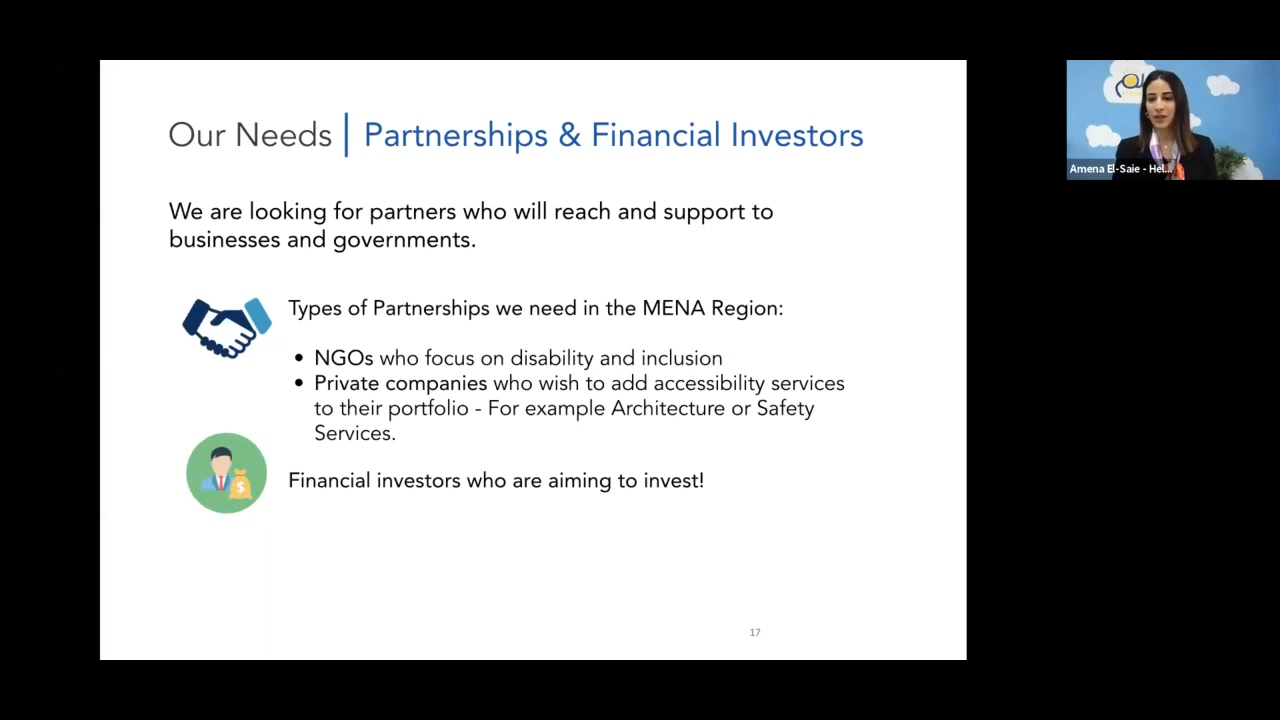 Our Needs | Partnerships & Financial Investors
We are looking for partners who will reach and support to
businesses and governments.
Types of Partnerships we need in the MENA Region:
• NGOs who focus on disability and inclusion
• Private companies who wish to add accessibility services
to their portfolio - For example Architecture or Safety
Services.
$
Financial investors who are aiming to invest!
17
Amena El-Saie - Hel...